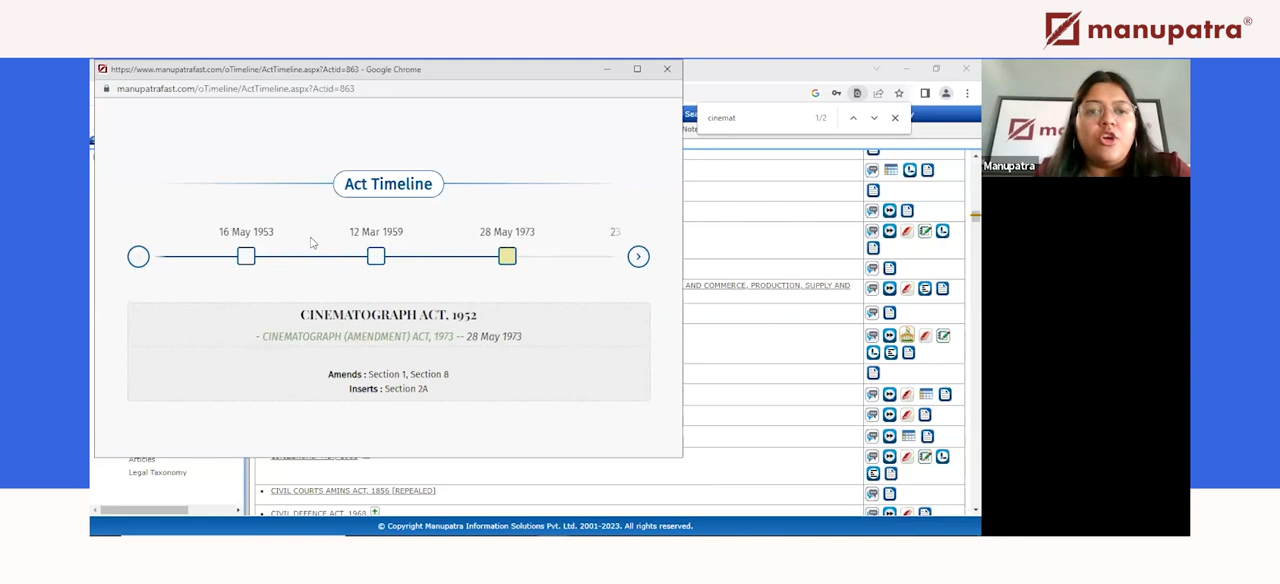 manupatra®
https://www.manupatrafast.com/oTimeline/ActTimeline.aspx?Actid=863 - Google Chrome
manupatrafast.com/oTimeline/ActTimeline.aspx?Actid=863
cinemat 1/2
Sea
Note
Manupatra
Act Timeline
16 May 1953 12 Mar 1959 28 May 1973 23
CINEMATOGRAPH ACT, 1952
- CINEMATOGRAPH (AMENDMENT) ACT, 1973 -- 28 May 1973
Amends : Section 1, Section 8
Inserts : Section 2A
AND COMMERCE, PRODUCTION, SUPPLY AND
Articles
Legal Taxonomy
CIVIL COURTS AMINS ACT, 1856 [REPEALED]
CIVIL DEFENCE ACT, 1968
© Copyright Manupatra Information Solutions Pvt. Ltd. 2001-2023. All rights reserved.